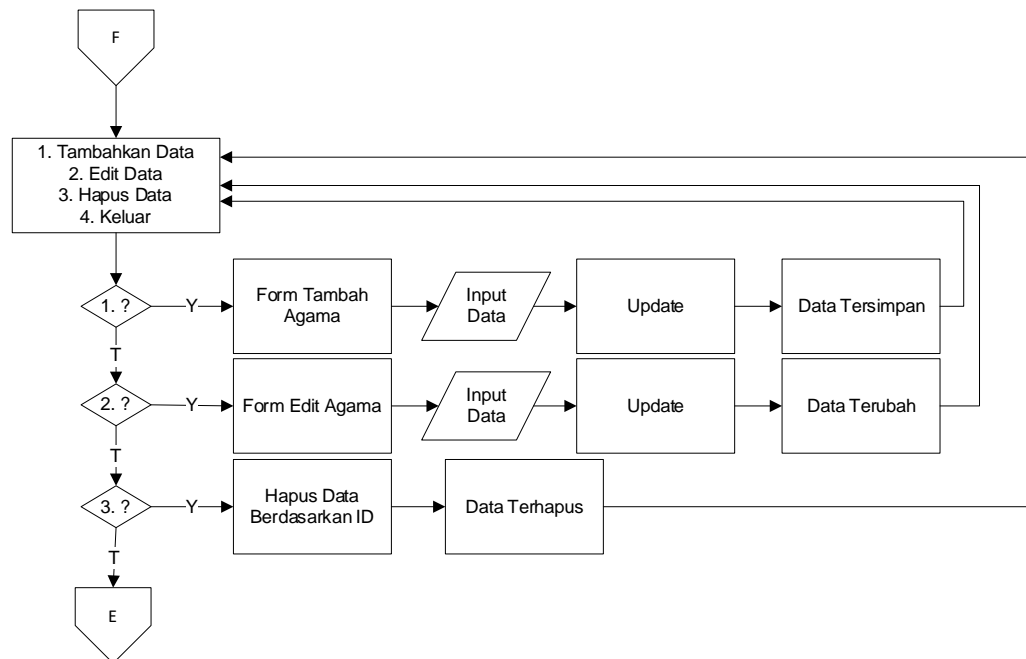 F
1. Tambahkan Data
2. Edit Data
3. Hapus Data
4. Keluar
1. ?
Y
Form Tambah
Agama
Input
Data
Update
Data Tersimpan
T
2. ?
Y
Form Edit Agama
Input
Data
Update
Data Terubah
T
3. ?
Y
Hapus Data
Berdasarkan ID
Data Terhapus
T
E